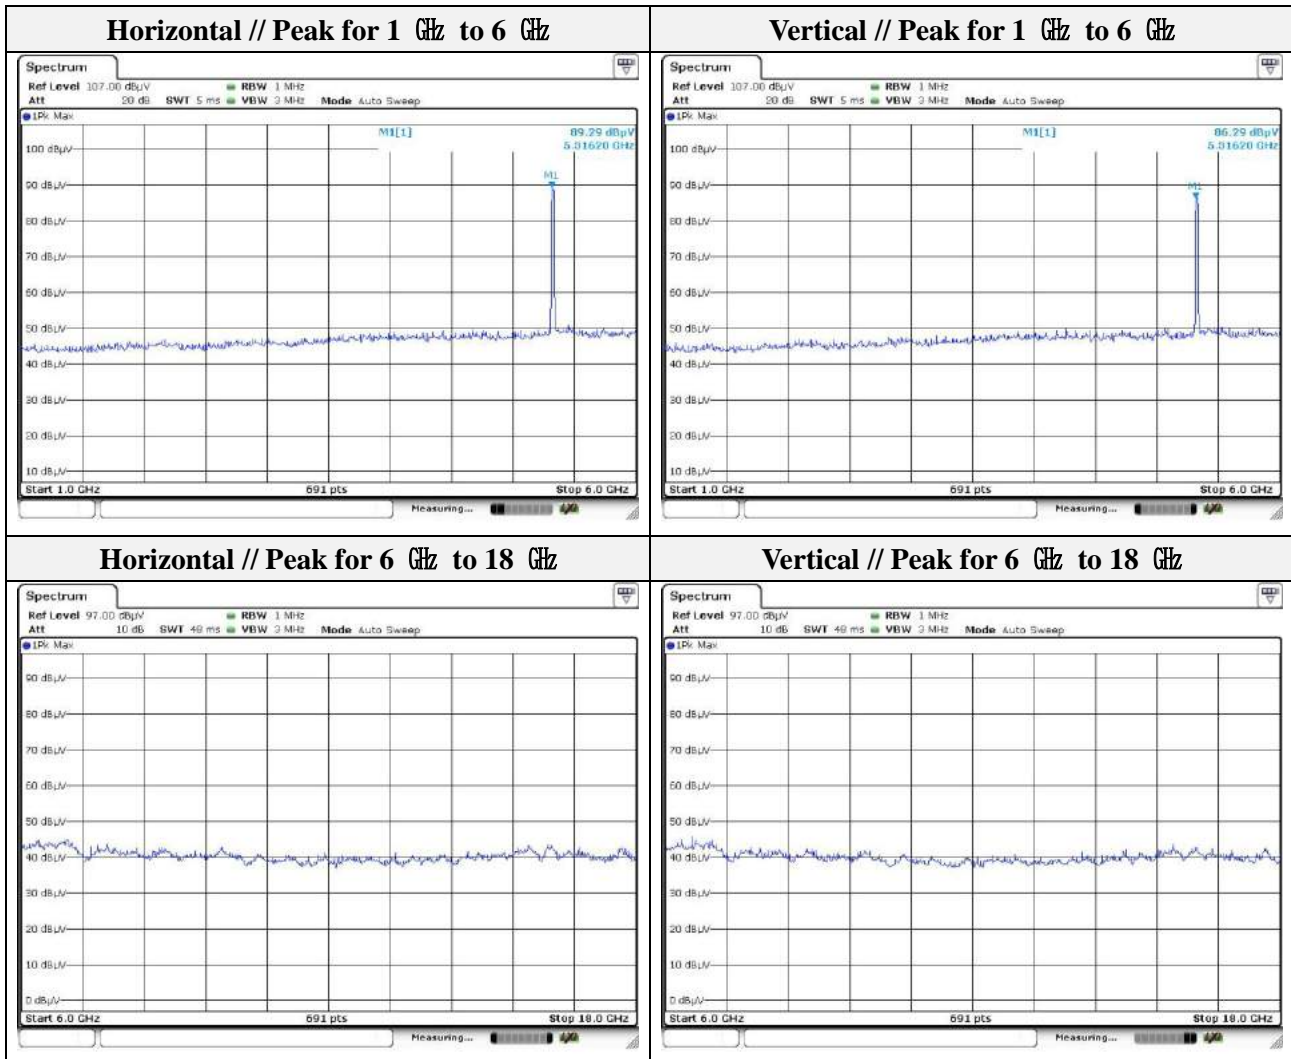 Horizontal // Peak for 1 ㎓ to 6 ㎓
Vertical // Peak for 1 ㎓ to 6 ㎓
Spectrum
Ref Level 107.00 dBµV RBW 1 MHz
Att 20 dB SWT 5 ms VBW 3 MHz Mode Auto Sweep
1Pk Max
M1[1] 89.29 dBµV
5.31620 GHz
M1
100 dBµV
90 dBµV
80 dBµV
70 dBµV
60 dBµV
50 dBµV
40 dBµV
30 dBµV
20 dBµV
10 dBµV
Start 1.0 GHz 691 pts Stop 6.0 GHz
Measuring...
Spectrum
Ref Level 107.00 dBµV RBW 1 MHz
Att 20 dB SWT 5 ms VBW 3 MHz Mode Auto Sweep
1Pk Max
M1[1] 86.29 dBµV
5.31620 GHz
M1
100 dBµV
90 dBµV
80 dBµV
70 dBµV
60 dBµV
50 dBµV
40 dBµV
30 dBµV
20 dBµV
10 dBµV
Start 1.0 GHz 691 pts Stop 6.0 GHz
Measuring...
Horizontal // Peak for 6 ㎓ to 18 ㎓
Vertical // Peak for 6 ㎓ to 18 ㎓
Spectrum
Ref Level 97.00 dBµV RBW 1 MHz
Att 10 dB SWT 48 ms VBW 3 MHz Mode Auto Sweep
1Pk Max
90 dBµV
80 dBµV
70 dBµV
60 dBµV
50 dBµV
40 dBµV
30 dBµV
20 dBµV
10 dBµV
0 dBµV
Start 6.0 GHz 691 pts Stop 18.0 GHz
Measuring...
Spectrum
Ref Level 97.00 dBµV RBW 1 MHz
Att 10 dB SWT 48 ms VBW 3 MHz Mode Auto Sweep
1Pk Max
90 dBµV
80 dBµV
70 dBµV
60 dBµV
50 dBµV
40 dBµV
30 dBµV
20 dBµV
10 dBµV
0 dBµV
Start 6.0 GHz 691 pts Stop 18.0 GHz
Measuring...